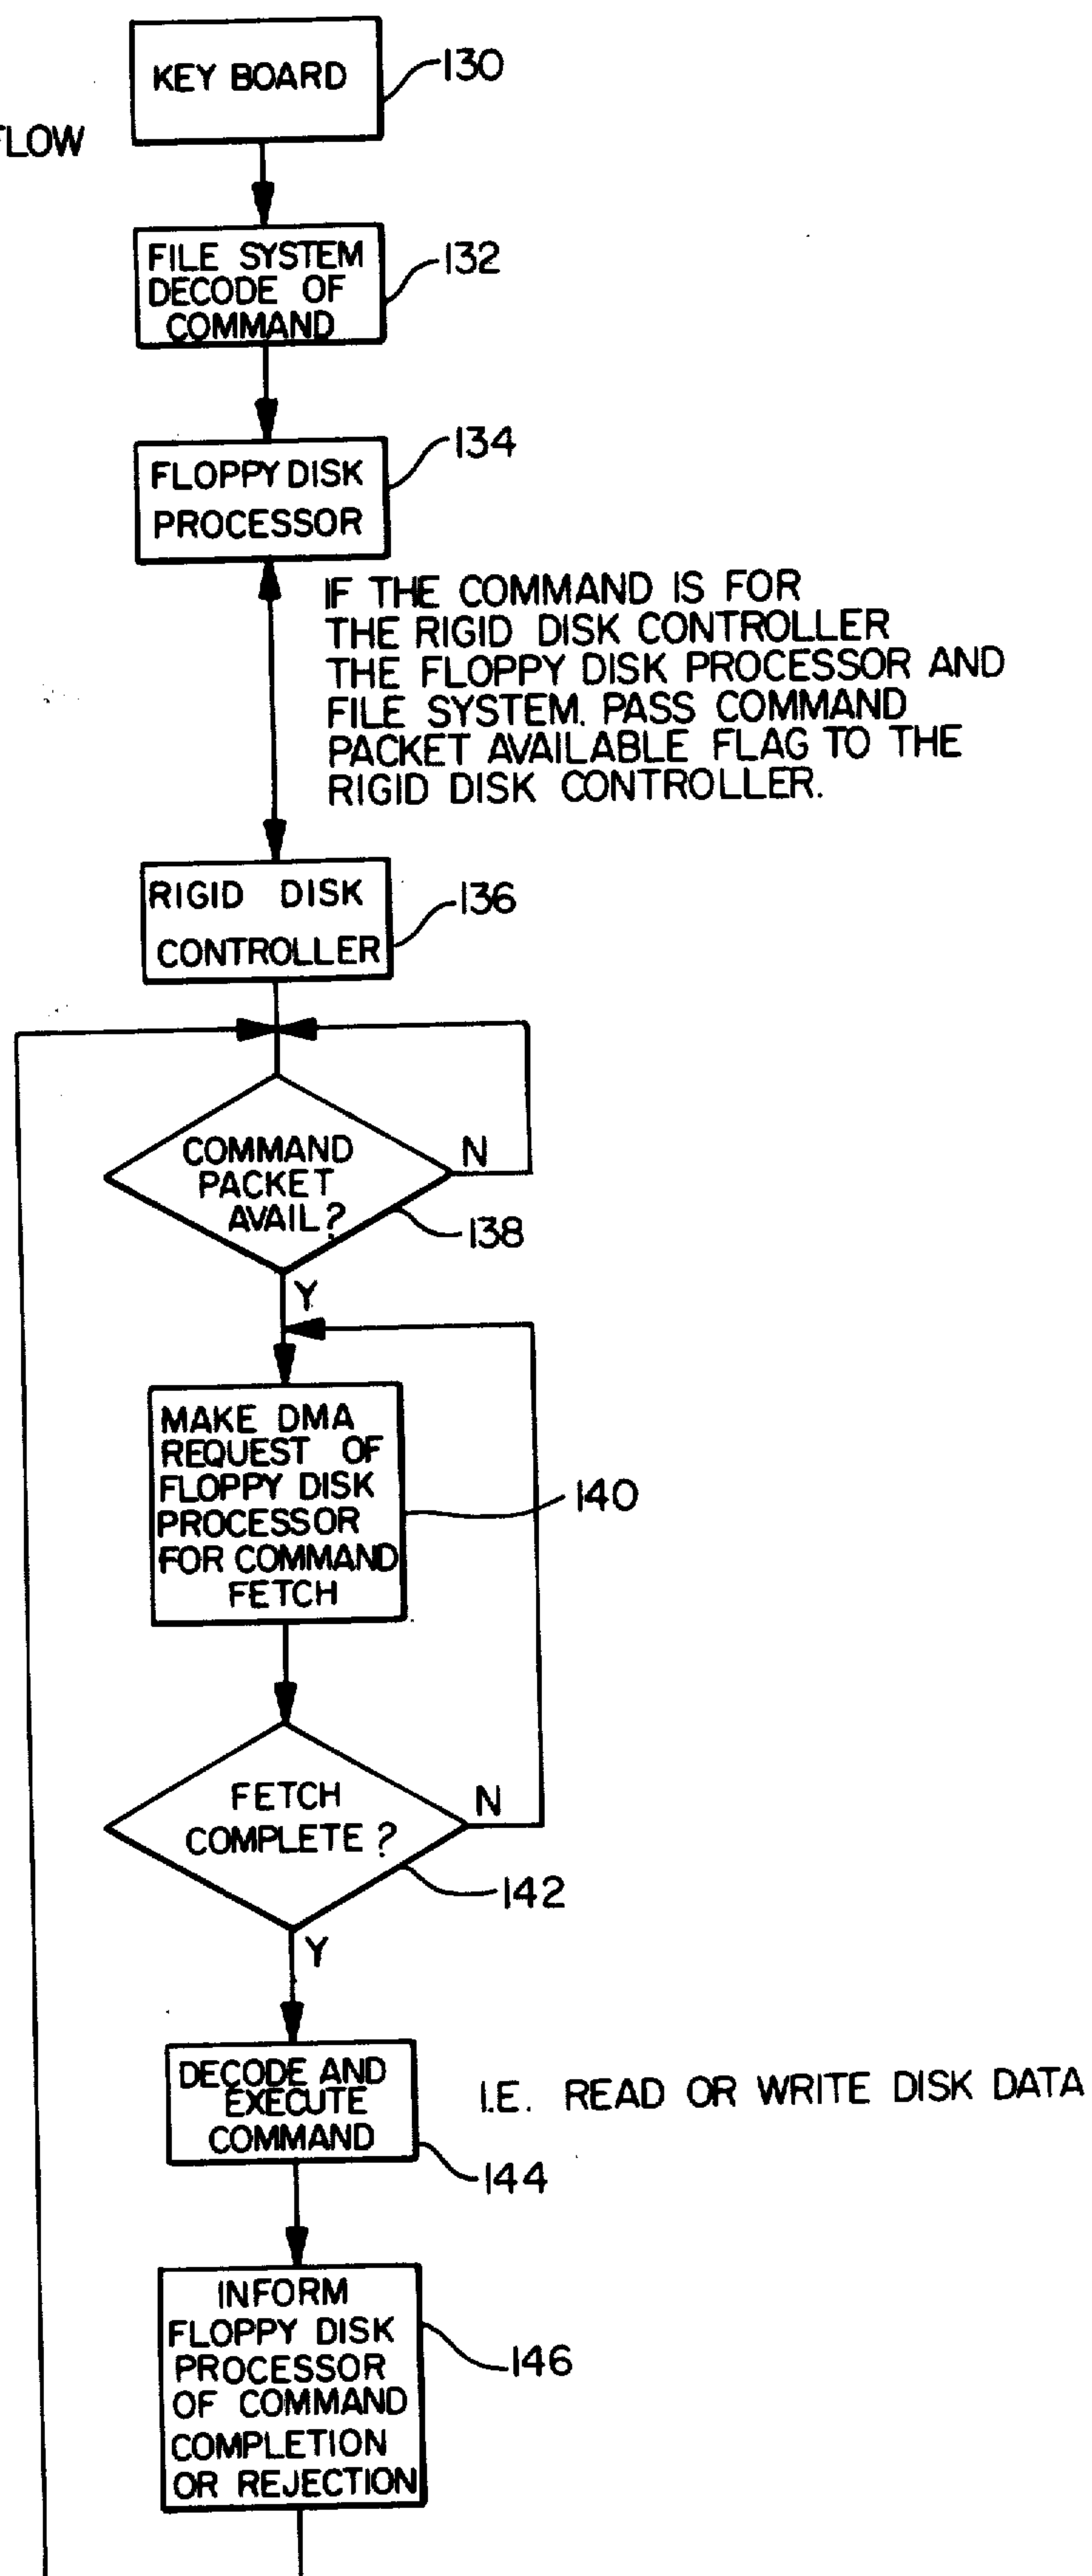 KEY BOARD
130
FLOW
FILE SYSTEM
DECODE OF
COMMAND
132
FLOPPY DISK
PROCESSOR
134
IF THE COMMAND IS FOR
THE RIGID DISK CONTROLLER
THE FLOPPY DISK PROCESSOR AND
FILE SYSTEM. PASS COMMAND
PACKET AVAILABLE FLAG TO THE
RIGID DISK CONTROLLER.
RIGID DISK
CONTROLLER
136
COMMAND
PACKET
AVAIL?
N
138
Y
MAKE DMA
REQUEST OF
FLOPPY DISK
PROCESSOR
FOR COMMAND
FETCH
140
FETCH
COMPLETE?
N
142
Y
DECODE AND
EXECUTE
COMMAND
I.E. READ OR WRITE DISK DATA
144
INFORM
FLOPPY DISK
PROCESSOR
OF COMMAND
COMPLETION
OR REJECTION
146